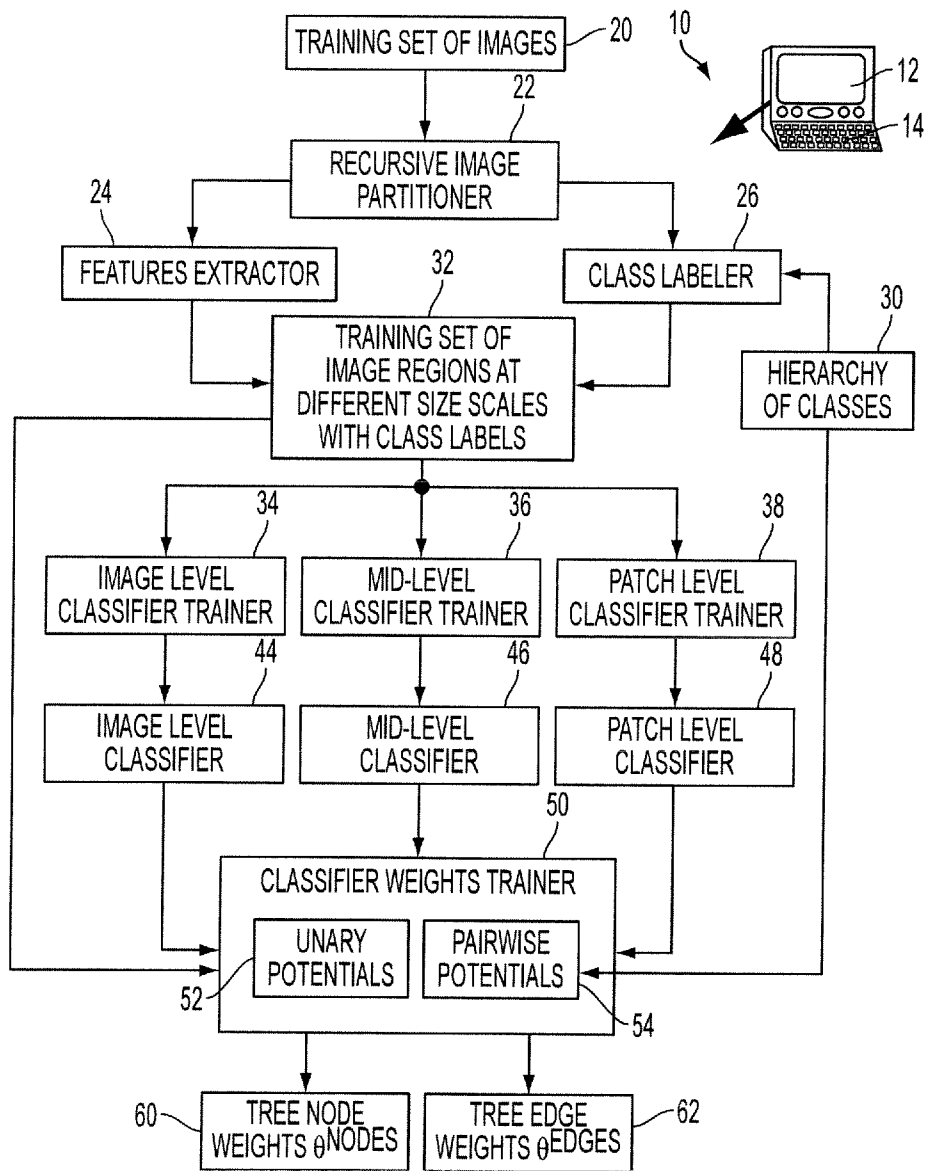 TRAINING SET OF IMAGES
20
10
12
14
22
RECURSIVE IMAGE
PARTITIONER
24
FEATURES EXTRACTOR
26
CLASS LABELER
32
TRAINING SET OF
IMAGE REGIONS AT
DIFFERENT SIZE SCALES
WITH CLASS LABELS
30
HIERARCHY
OF CLASSES
34
IMAGE LEVEL
CLASSIFIER TRAINER
36
MID-LEVEL
CLASSIFIER TRAINER
38
PATCH LEVEL
CLASSIFIER TRAINER
44
IMAGE LEVEL
CLASSIFIER
46
MID-LEVEL
CLASSIFIER
48
PATCH LEVEL
CLASSIFIER
50
CLASSIFIER WEIGHTS TRAINER
UNARY
POTENTIALS
52
PAIRWISE
POTENTIALS
54
60
TREE NODE
WEIGHTS θNODES
TREE EDGE
WEIGHTS θEDGES
62